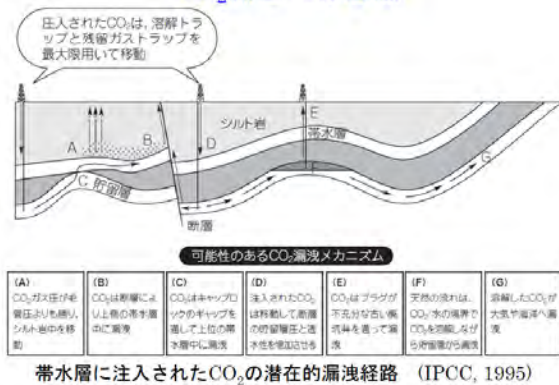 圧入されたCO₂は、溶解トラ
ップと残留ガストラップを
最大限用いて移動
シルト岩
帯水層
A
B
C
D
E
F
G
貯留層
断層
可能性のあるCO₂漏洩メカニズム
(A)
CO₂ガス圧が毛
管圧よりも勝り、
シルト岩中を移
動
(B)
CO₂は断層によ
り上島の帯水層
中に漏洩
(C)
CO₂はキャップロ
ックのギャップを
通して上位の帯
水層中に漏洩
(D)
注入されたCO₂
は移動して断層
の貯留層圧と透
水性を増加させる
(E)
CO₂はプラグが
不充分な古い廃
坑井を通って漏
洩
(F)
天然の流れは、
CO₂/水の境界で
CO₂を溶解しなが
ら貯留層から漏洩
(G)
溶解したCO₂が
大気や海洋へ漏
洩
帯水層に注入されたCO₂の潜在的漏洩経路 (IPCC, 1995)